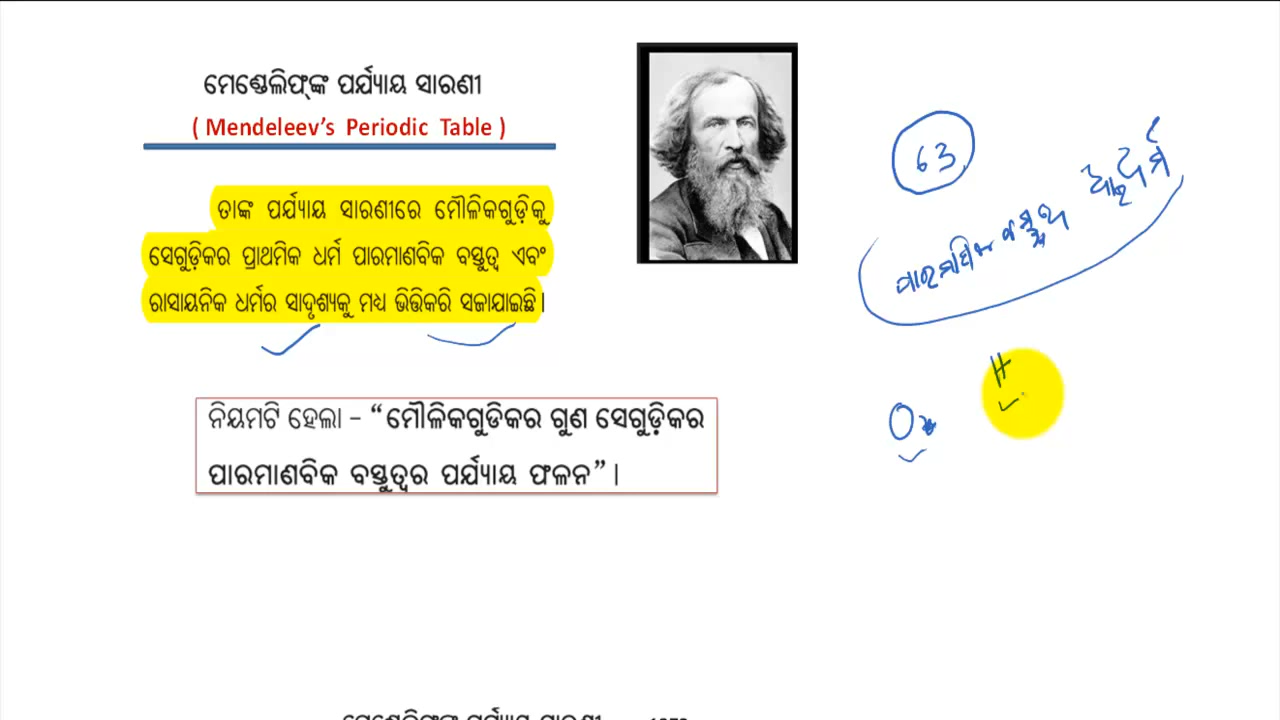 ମେଣ୍ଡେଲିଫ୍‌ଙ୍କ ପର୍ଯ୍ୟାୟ ସାରଣୀ
( Mendeleev’s Periodic Table )
ତାଙ୍କ ପର୍ଯ୍ୟାୟ ସାରଣୀରେ ମୌଳିକଗୁଡ଼ିକୁ
ସେଗୁଡ଼ିକର ପ୍ରାଥମିକ ଧର୍ମ ପାରମାଣବିକ ବସ୍ତୁତ୍ୱ ଏବଂ
ରାସାୟନିକ ଧର୍ମର ସାଦୃଶ୍ୟକୁ ମଧ୍ୟ ଭିତ୍ତିକରି ସଜାଯାଇଛି।
ନିୟମଟି ହେଲା – “ମୌଳିକଗୁଡିକର ଗୁଣ ସେଗୁଡ଼ିକର
ପାରମାଣବିକ ବସ୍ତୁତ୍ୱର ପର୍ଯ୍ୟାୟ ଫଳନ”।
63
H